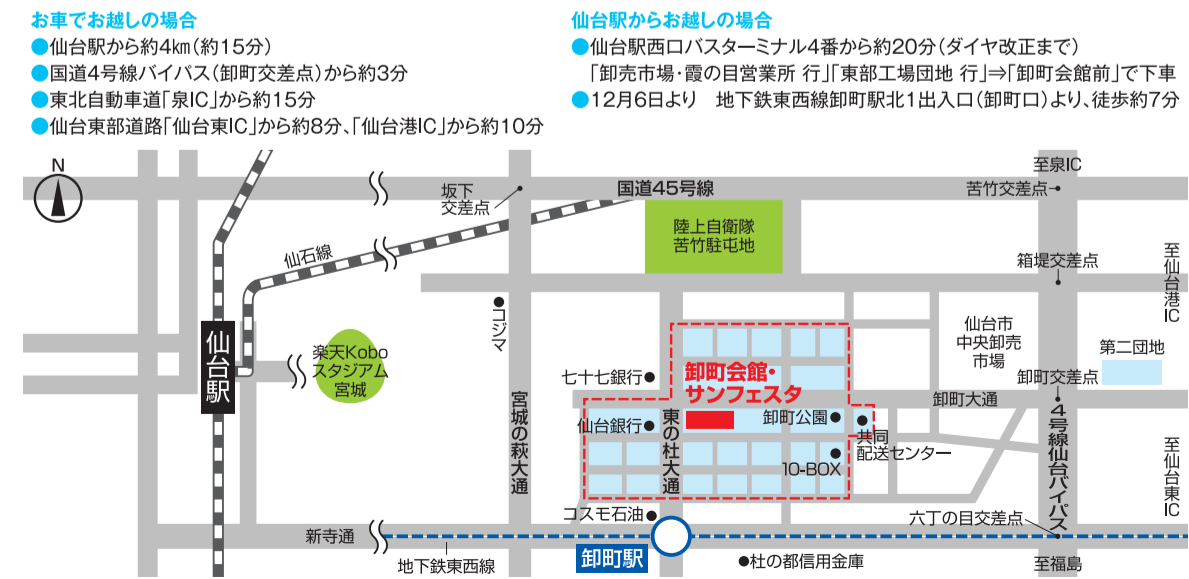 お車でお越しの場合
●仙台駅から約4㎞(約15分)
●国道4号線バイパス(卸町交差点)から約3分
●東北自動車道「泉IC」から約15分
●仙台東部道路「仙台東IC」から約8分、「仙台港IC」から約10分
仙台駅からお越しの場合
●仙台駅西口バスターミナル4番から約20分(ダイヤ改正まで)
「卸売市場・霞の目営業所 行」「東部工場団地 行」⇒「卸町会館前」で下車
●12月6日より 地下鉄東西線卸町駅北1出入口(卸町口)より、徒歩約7分
N
至泉IC
坂下
交差点
国道45号線
苦竹交差点
陸上自衛隊
苦竹駐屯地
仙石線
箱堤交差点
至仙台港IC
コジマ
仙台駅
楽天Kobo
スタジアム
宮城
仙台市
中央卸売
市場
第二団地
七十七銀行
卸町会館・
サンフェスタ
卸町交差点
卸町大通
宮城の萩大通
仙台銀行
東の杜大通
卸町公園
共同
配送センター
10-BOX
4号線仙台バイパス
至仙台東IC
コスモ石油
六丁の目交差点
新寺通
地下鉄東西線
卸町駅
杜の都信用金庫
至福島